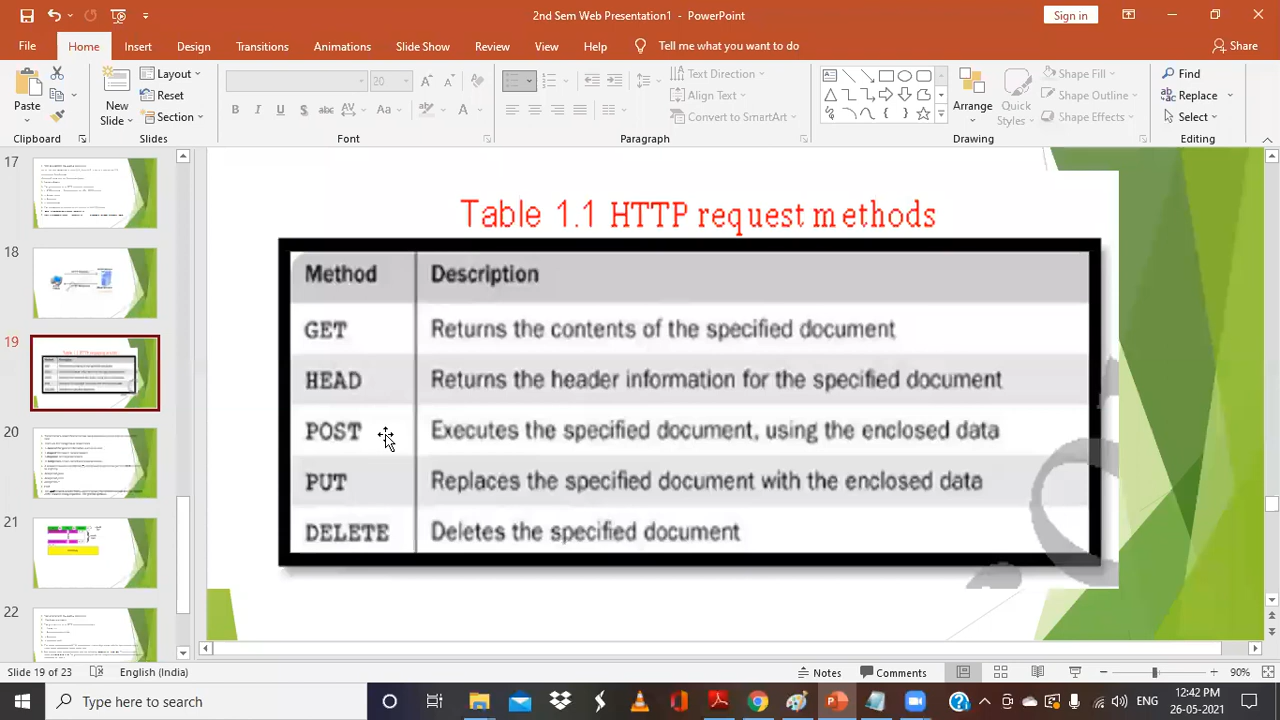 2nd Sem Web Presentation1 - PowerPoint
Sign in
File Home Insert Design Transitions Animations Slide Show Review View Help Tell me what you want to do Share
Paste
Clipboard
New Slide
Layout
Reset
Section
Slides
20
B I U S abc AV Aa A
Font
Text Direction
Align Text
Convert to SmartArt
Paragraph
Arrange
Quick Styles
Shape Fill
Shape Outline
Shape Effects
Drawing
Find
Replace
Select
Editing
17
18
19
20
21
22
Table 1.1 HTTP request methods
Method Description
GET Returns the contents of the specified document
HEAD Returns the header information for the specified document
POST Executes the specified document, using the enclosed data
PUT Replaces the specified document with the enclosed data
DELETE Deletes the specified document
Slide 19 of 23 English (India) Notes Comments 90%
Type here to search
ENG
12:42 PM
26-05-2021